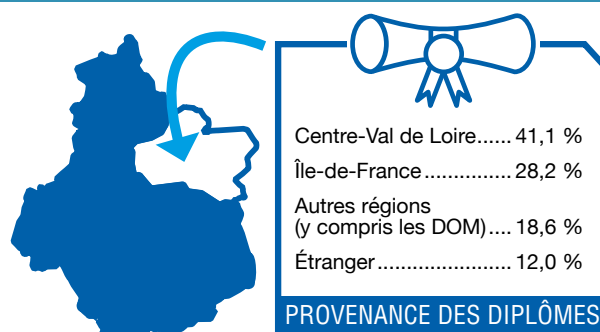 Centre-Val de Loire...... 41,1 %
Île-de-France............... 28,2 %
Autres régions
(y compris les DOM).... 18,6 %
Étranger....................... 12,0 %
PROVENANCE DES DIPLÔMES